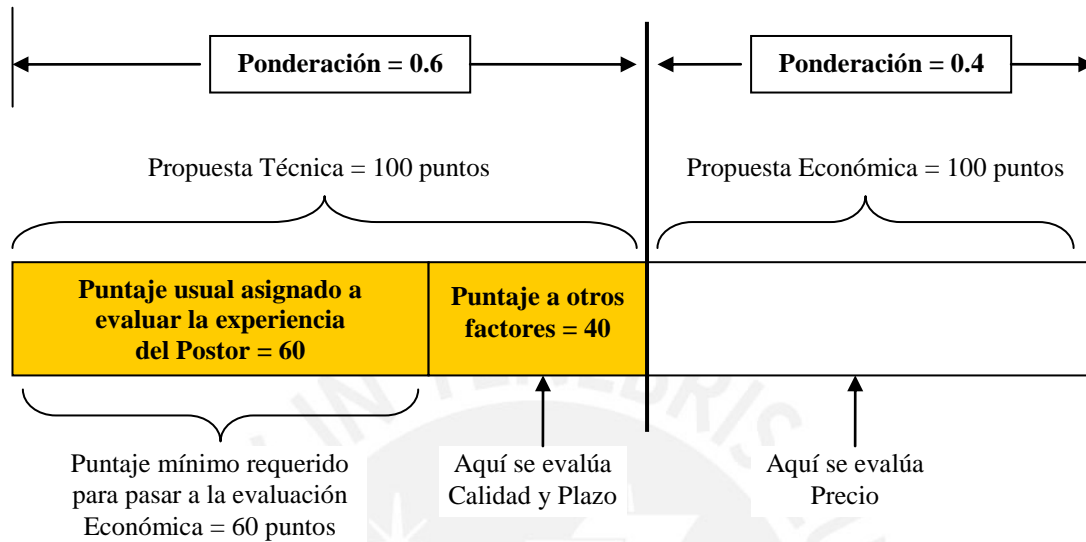 Ponderación = 0.6
Ponderación = 0.4
Propuesta Técnica = 100 puntos
Propuesta Económica = 100 puntos
Puntaje usual asignado a
evaluar la experiencia
del Postor = 60
Puntaje a otros
factores = 40
Puntaje mínimo requerido
para pasar a la evaluación
Económica = 60 puntos
Aquí se evalúa
Calidad y Plazo
Aquí se evalúa
Precio